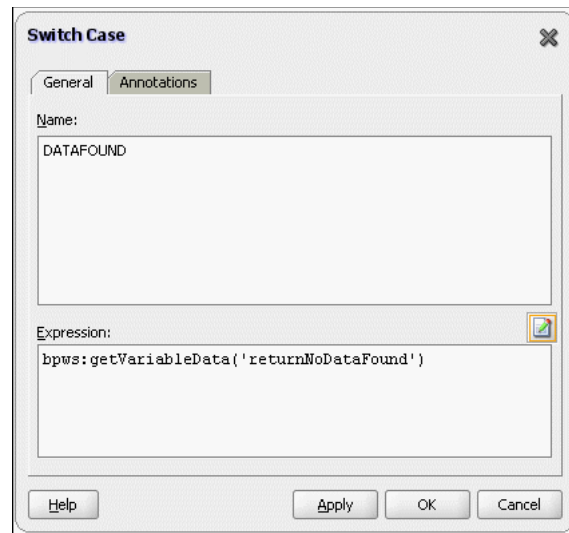 Switch Case
General Annotations
Name:
DATAFOUND
Expression:
bpws:getVariableData('returnNoDataFound')
Help Apply OK Cancel